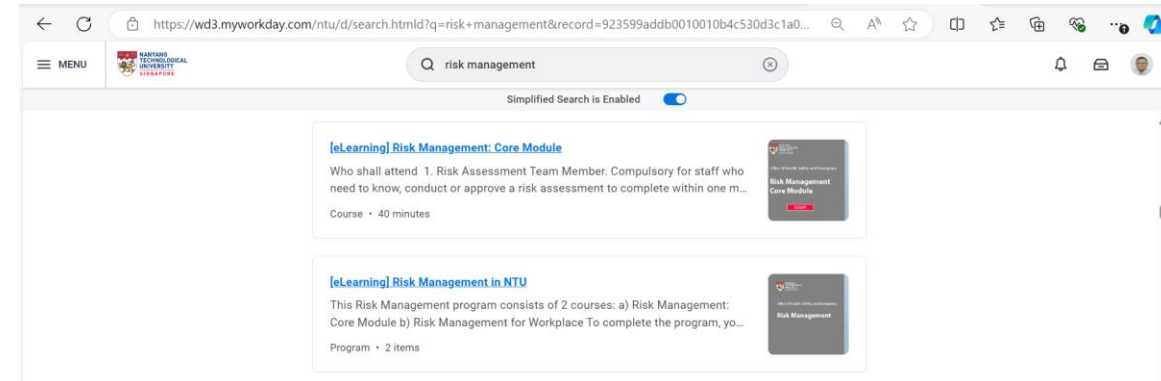 https://wd3.myworkday.com/ntu/d/search.htmld?q=risk+management&record=923599addb0010010b4c530d3c1a0...
MENU
NANYANG
TECHNOLOGICAL
UNIVERSITY
SINGAPORE
risk management
Simplified Search is Enabled
[eLearning] Risk Management: Core Module
Who shall attend 1. Risk Assessment Team Member. Compulsory for staff who
need to know, conduct or approve a risk assessment to complete within one m...
Course • 40 minutes
Risk Management
Core Module
START
[eLearning] Risk Management in NTU
This Risk Management program consists of 2 courses: a) Risk Management:
Core Module b) Risk Management for Workplace To complete the program, yo...
Program • 2 items
Risk Management